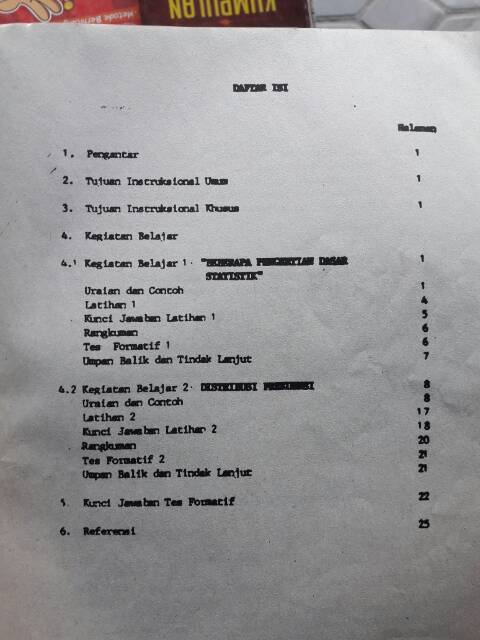 KUMPULAN
Metode Berhitung
DAFTAR ISI
Halaman
1. Pengantar 1
2. Tujuan Instruksional Umum 1
3. Tujuan Instruksional Khusus 1
4. Kegiatan Belajar
4.1 Kegiatan Belajar 1. "BEBERAPA PENGERTIAN DASAR 1
STATISTIK"
Uraian dan Contoh 1
Latihan 1 4
Kunci Jawaban Latihan 1 5
Rangkuman 6
Tes Formatif 1 6
Umpan Balik dan Tindak Lanjut 7
4.2 Kegiatan Belajar 2. DISTRIBUSI FREKUENSI 8
Uraian dan Contoh 8
Latihan 2 17
Kunci Jawaban Latihan 2 18
Rangkuman 20
Tes Formatif 2 21
Umpan Balik dan Tindak Lanjut 21
5. Kunci Jawaban Tes Formatif 22
6. Referensi 25